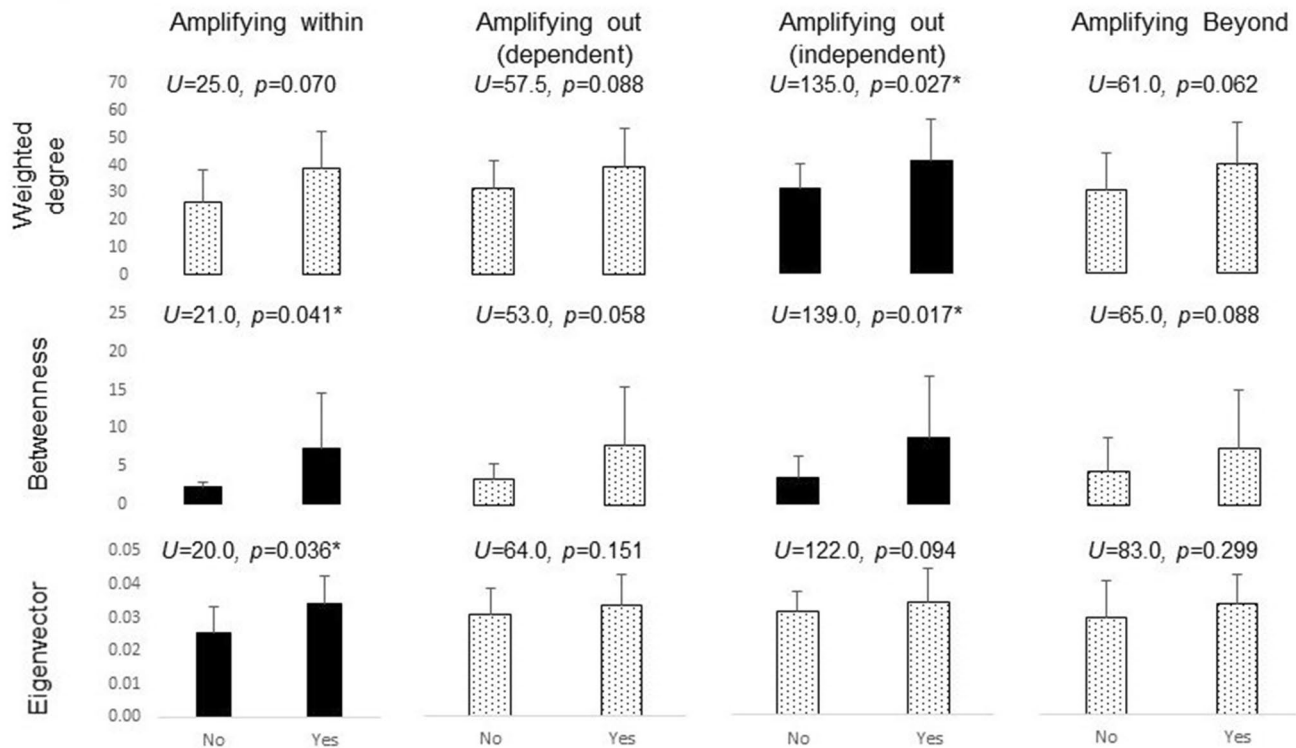 Amplifying within
Amplifying out
(dependent)
Amplifying out
(independent)
Amplifying Beyond
Weighted
degree
70
60
50
40
30
20
10
0
U=25.0, p=0.070
U=57.5, p=0.088
U=135.0, p=0.027*
U=61.0, p=0.062
Betweenness
25
20
15
10
5
0
U=21.0, p=0.041*
U=53.0, p=0.058
U=139.0, p=0.017*
U=65.0, p=0.088
Eigenvector
0.05
0.04
0.03
0.02
0.01
0.00
U=20.0, p=0.036*
U=64.0, p=0.151
U=122.0, p=0.094
U=83.0, p=0.299
No Yes
No Yes
No Yes
No Yes